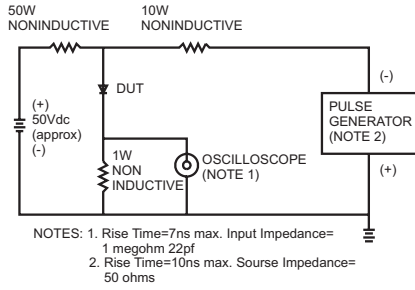 50W
NONINDUCTIVE
10W
NONINDUCTIVE
(+)
50Vdc
(approx)
(-)
DUT
1W
NON
INDUCTIVE
OSCILLOSCOPE
(NOTE 1)
(-)
PULSE
GENERATOR
(NOTE 2)
(+)
NOTES: 1. Rise Time=7ns max. Input Impedance=
1 megohm 22pf
2. Rise Time=10ns max. Sourse Impedance=
50 ohms